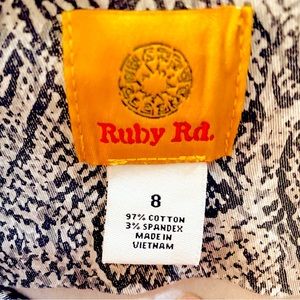 Ruby Rd.
8
97% COTTON
3% SPANDEX
MADE IN
VIETNAM